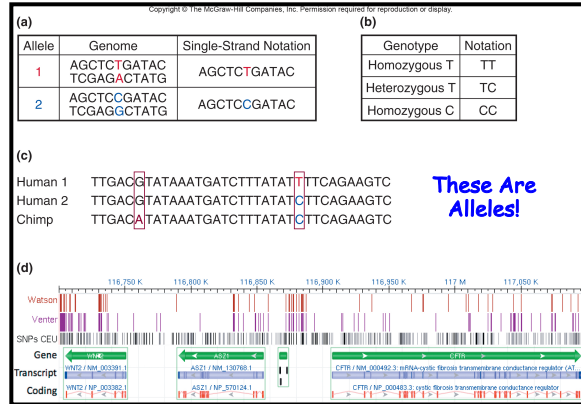 Copyright © The McGraw-Hill Companies, Inc. Permission required for reproduction or display.
(a)
Allele Genome Single-Strand Notation
1 AGCTCTGATAC AGCTCTGATAC
TCGAGACTATG
2 AGCTCCGATAC AGCTCCGATAC
TCGAGGCTATG
(b)
Genotype Notation
Homozygous T TT
Heterozygous T TC
Homozygous C CC
(c)
Human 1 TTGACGTATAAATGATCTTTATATTTTCAGAAGTC
Human 2 TTGACGTATAAATGATCTTTATATCTTCAGAAGTC
Chimp TTGACATATAAATGATCTTTATATCTTCAGAAGTC
These Are
Alleles!
(d)
116,750 K 116,800 K 116,850 K 116,900 K 116,950 K 117 M 117,050 K
Watson
Venter
SNPs CEU
Gene WNT2 ASZ1 CFTR
Transcript WNT2 / NM_003391.1 ASZ1 / NM_130768.1 CFTR / NM_000492.3: mRNA-cystic fibrosis transmembrane conductance regulator (AT.
Coding WNT2 / NP_003382.1 ASZ1 / NP_570124.1 CFTR / NP_000483.3: cystic fibrosis transmembrane conductance regulator